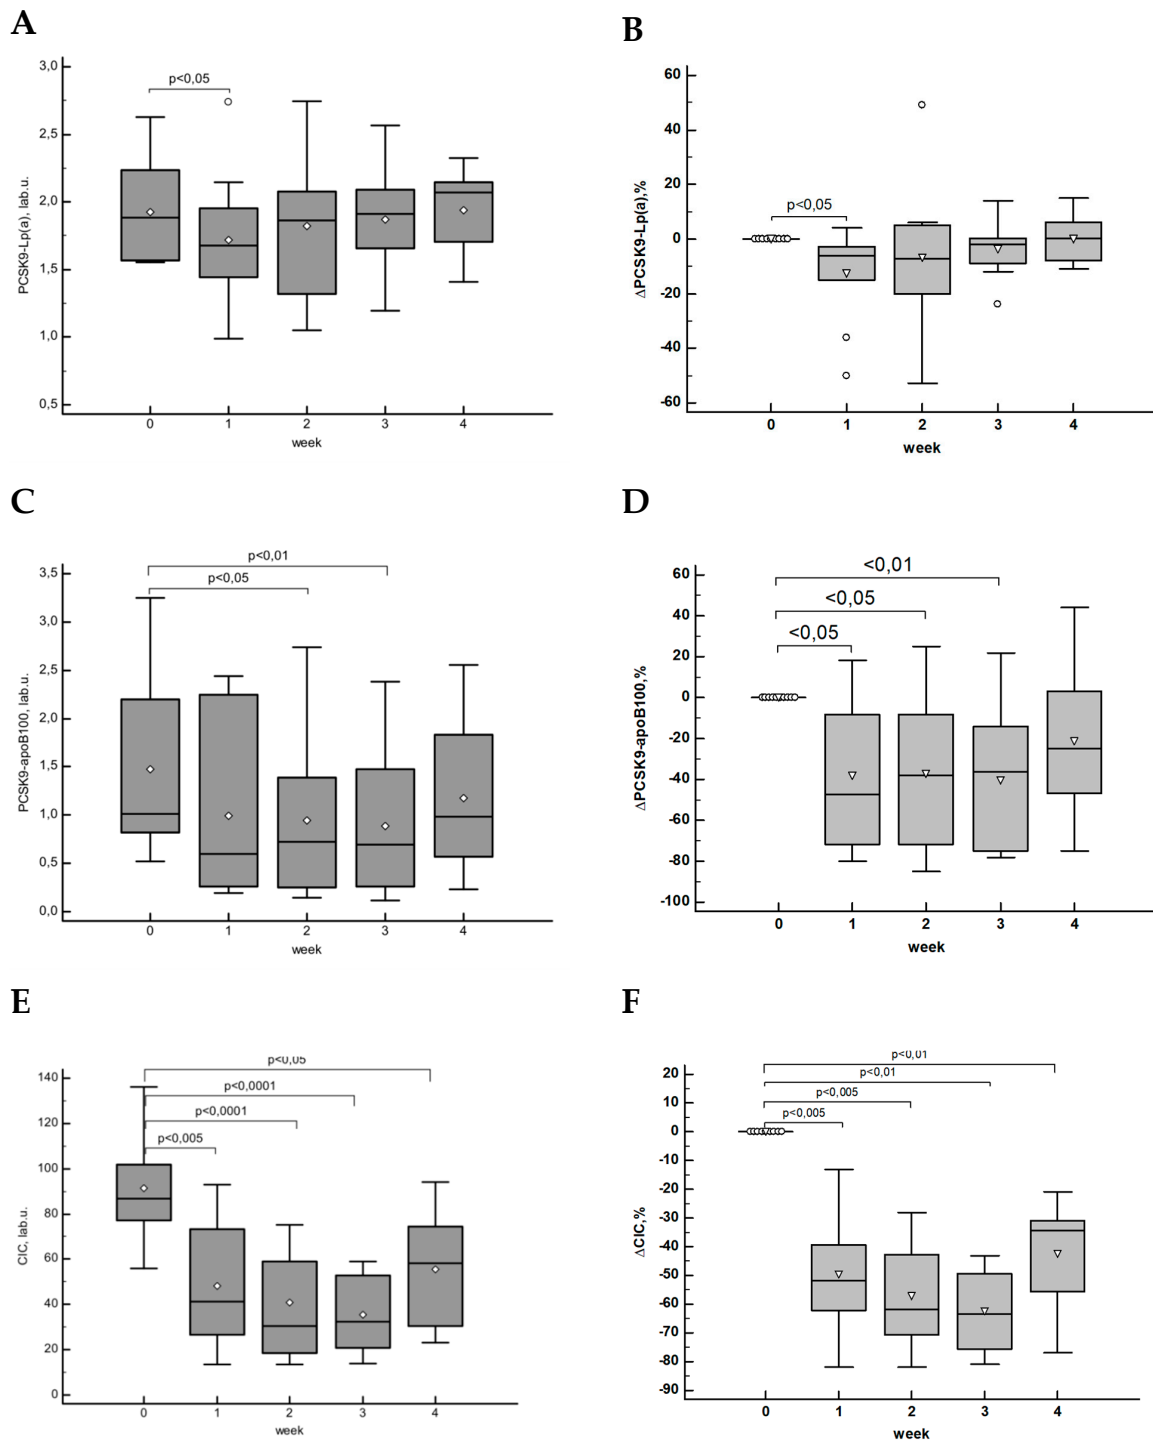 A
3,0
2,5
2,0
1,5
1,0
0,5
PCSK9-Lp(a), lab.u.
p<0,05
0 1 2 3 4
week
B
60
40
20
0
-20
-40
-60
ΔPCSK9-Lp(a),%
p<0,05
0 1 2 3 4
week
C
3,5
3,0
2,5
2,0
1,5
1,0
0,5
0,0
PCSK9-apoB100, lab.u.
p<0,01
p<0,05
0 1 2 3 4
week
D
60
40
20
0
-20
-40
-60
-80
-100
ΔPCSK9-apoB100,%
<0,01
<0,05
<0,05
0 1 2 3 4
week
E
140
120
100
80
60
40
20
0
CIC, lab.u.
p<0,05
p<0,0001
p<0,0001
p<0,005
0 1 2 3 4
week
F
20
10
0
-10
-20
-30
-40
-50
-60
-70
-80
-90
ΔCIC,%
p<0,01
p<0,01
p<0,005
p<0,005
0 1 2 3 4
week